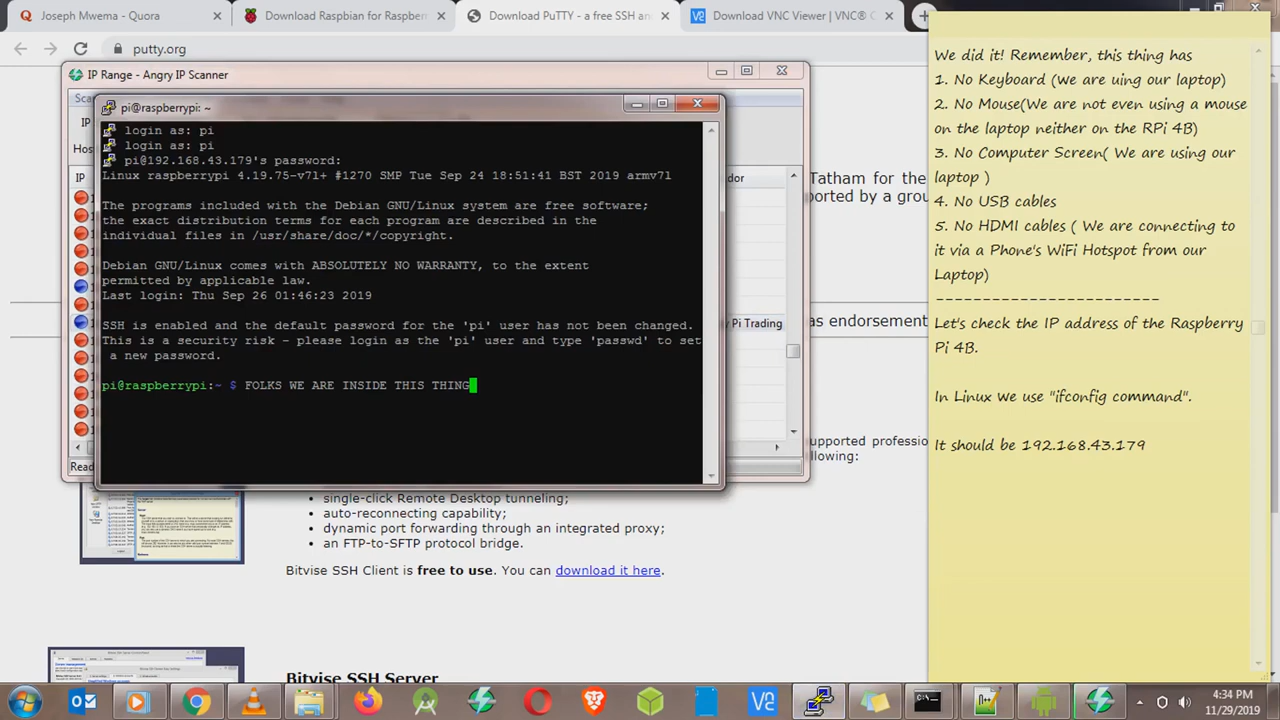 Joseph Mwema - Quora
Download Raspbian for Raspberr
Download PuTTY - a free SSH an
Download VNC Viewer | VNC®
putty.org
IP Range - Angry IP Scanner
Sca
IP
Hos
IP
dor
Pi Trading
Read
pi@raspberrypi: ~
login as: pi
login as: pi
pi@192.168.43.179's password:
Linux raspberrypi 4.19.75-v7l+ #1270 SMP Tue Sep 24 18:51:41 BST 2019 armv7l
The programs included with the Debian GNU/Linux system are free software;
the exact distribution terms for each program are described in the
individual files in /usr/share/doc/*/copyright.
Debian GNU/Linux comes with ABSOLUTELY NO WARRANTY, to the extent
permitted by applicable law.
Last login: Thu Sep 26 01:46:23 2019
SSH is enabled and the default password for the 'pi' user has not been changed.
This is a security risk - please login as the 'pi' user and type 'passwd' to set
a new password.
pi@raspberrypi:~ $ FOLKS WE ARE INSIDE THIS THING
Tatham for the
ported by a grou
as endorsement
upported professio
llowing:
single-click Remote Desktop tunneling;
auto-reconnecting capability;
dynamic port forwarding through an integrated proxy;
an FTP-to-SFTP protocol bridge.
Bitvise SSH Client is free to use. You can download it here.
Bitvise SSH Server
We did it! Remember, this thing has
1. No Keyboard (we are uing our laptop)
2. No Mouse(We are not even using a mouse
on the laptop neither on the RPi 4B)
3. No Computer Screen( We are using our
laptop )
4. No USB cables
5. No HDMI cables ( We are connecting to
it via a Phone's WiFi Hotspot from our
Laptop)
-------------------------
Let's check the IP address of the Raspberry
Pi 4B.
In Linux we use "ifconfig command".
It should be 192.168.43.179
4:34 PM
11/29/2019